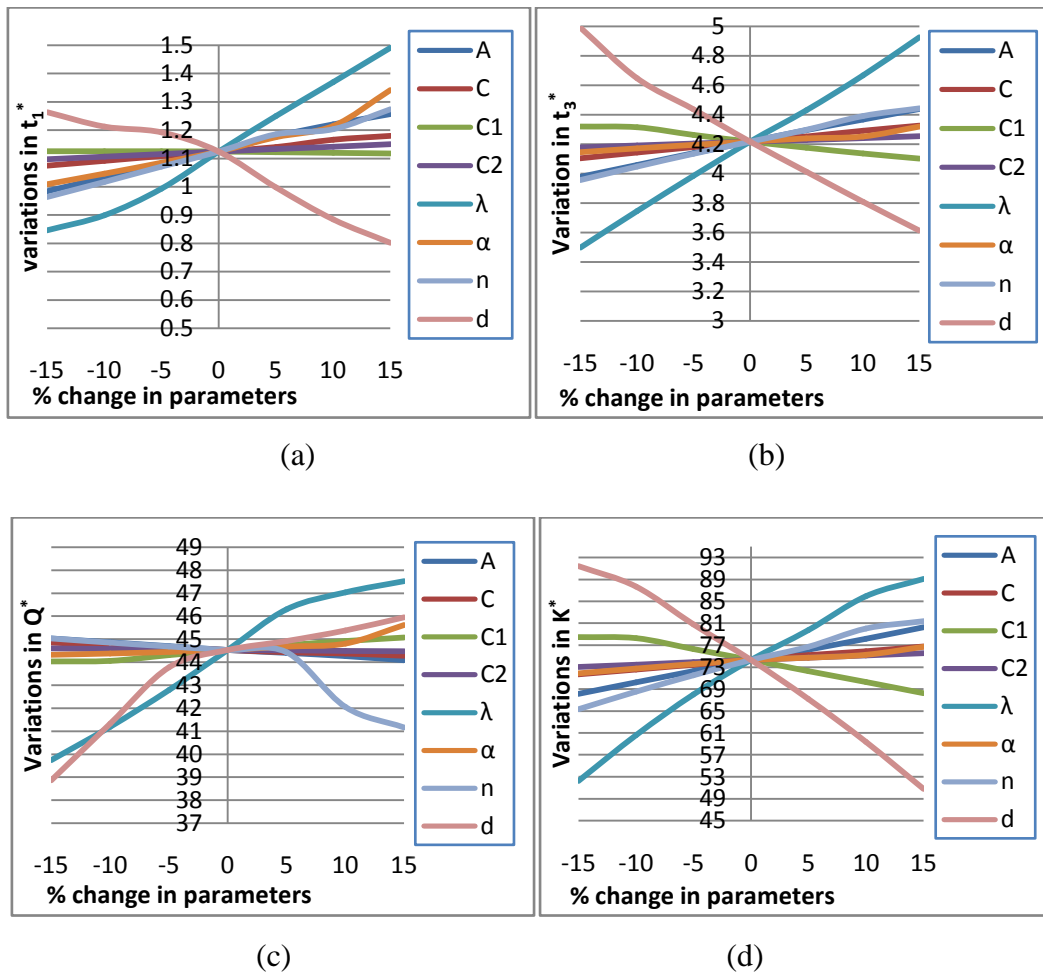 variations in t1*
1.5
1.4
1.3
1.2
1.1
1
0.9
0.8
0.7
0.6
0.5
-15 -10 -5 0 5 10 15
% change in parameters
A
C
C1
C2
λ
α
n
d
(a)
Variation in t3*
5
4.8
4.6
4.4
4.2
4
3.8
3.6
3.4
3.2
3
-15 -10 -5 0 5 10 15
% change in parameters
A
C
C1
C2
λ
α
n
d
(b)
Variations in Q*
49
48
47
46
45
44
43
42
41
40
39
38
37
-15 -10 -5 0 5 10 15
% change in parameters
A
C
C1
C2
λ
α
n
d
(c)
Variations in K*
93
89
85
81
77
73
69
65
61
57
53
49
45
-15 -10 -5 0 5 10 15
% change in parameters
A
C
C1
C2
λ
α
n
d
(d)